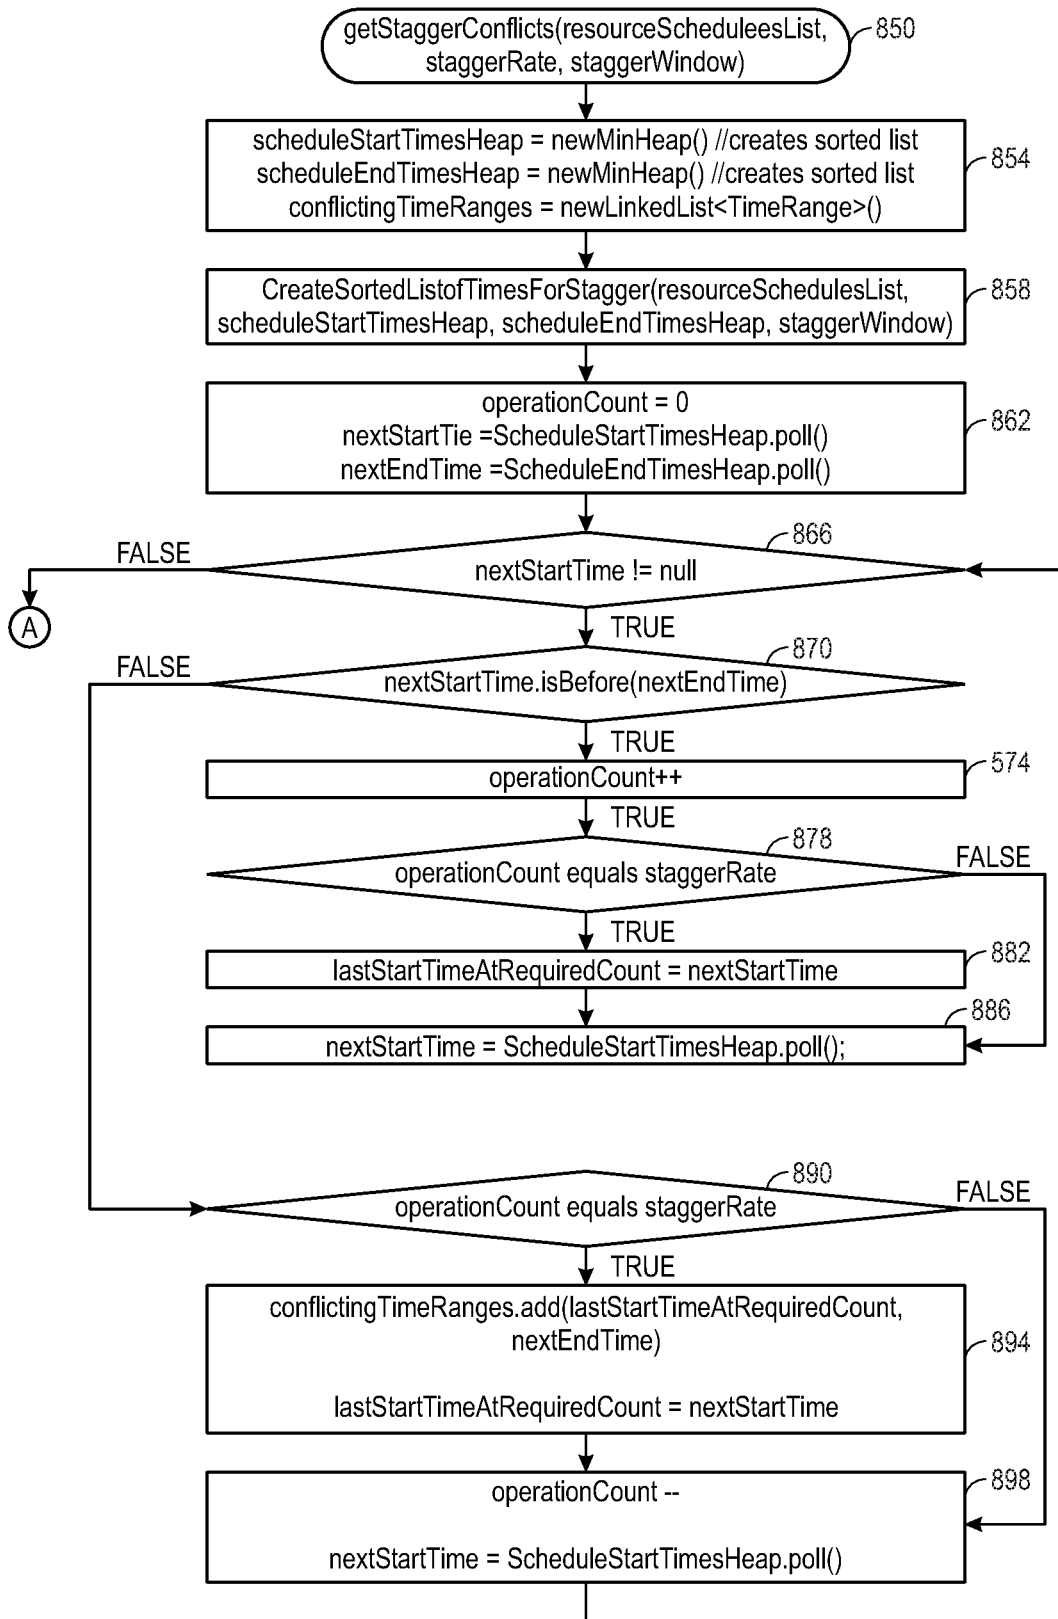 getStaggerConflicts(resourceScheduleesList,
staggerRate, staggerWindow)
850
scheduleStartTimesHeap = newMinHeap() //creates sorted list
scheduleEndTimesHeap = newMinHeap() //creates sorted list
conflictingTimeRanges = newLinkedList<TimeRange>()
854
CreateSortedListofTimesForStagger(resourceSchedulesList,
scheduleStartTimesHeap, scheduleEndTimesHeap, staggerWindow)
858
operationCount = 0
nextStartTie =ScheduleStartTimesHeap.poll()
nextEndTime =ScheduleEndTimesHeap.poll()
862
866
FALSE
nextStartTime != null
A
TRUE
870
FALSE
nextStartTime.isBefore(nextEndTime)
TRUE
574
operationCount++
TRUE
878
operationCount equals staggerRate
FALSE
TRUE
882
lastStartTimeAtRequiredCount = nextStartTime
886
nextStartTime = ScheduleStartTimesHeap.poll();
890
operationCount equals staggerRate
FALSE
TRUE
conflictingTimeRanges.add(lastStartTimeAtRequiredCount,
nextEndTime)
894
lastStartTimeAtRequiredCount = nextStartTime
operationCount --
898
nextStartTime = ScheduleStartTimesHeap.poll()